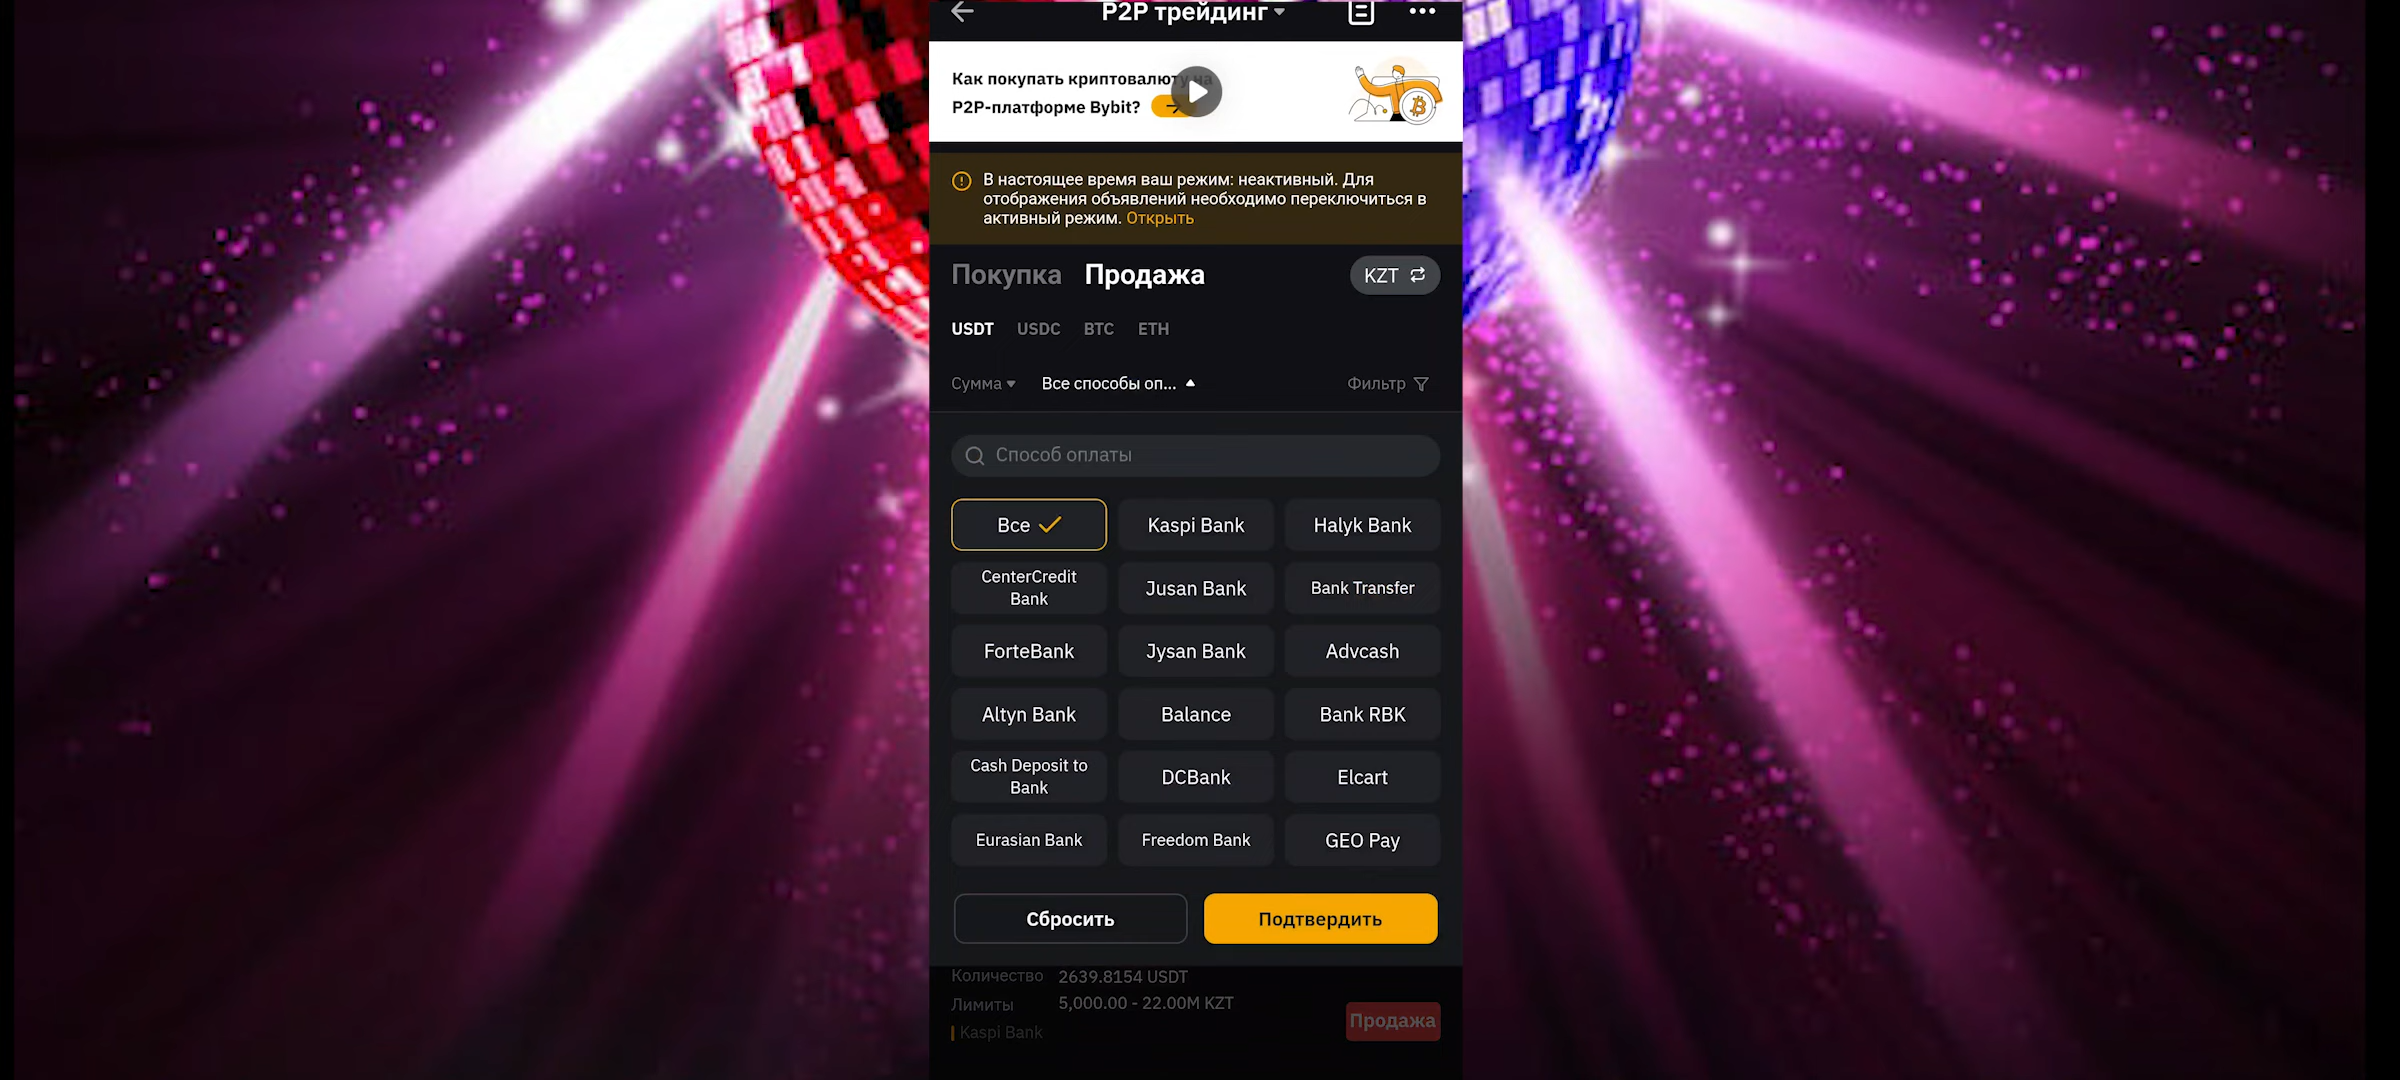 P2P трейдинг
Как покупать криптовалюту на
P2P-платформе Bybit?
В настоящее время ваш режим: неактивный. Для
отображения объявлений необходимо переключиться в
активный режим. Открыть
Покупка Продажа KZT
USDT USDC BTC ETH
Сумма Все способы оп... Фильтр
Способ оплаты
Все Kaspi Bank Halyk Bank
CenterCredit
Bank
Jusan Bank Bank Transfer
ForteBank Jysan Bank Advcash
Altyn Bank Balance Bank RBK
Cash Deposit to
Bank
DCBank Elcart
Eurasian Bank Freedom Bank GEO Pay
Сбросить Подтвердить
Количество 2639.8154 USDT
Лимиты 5,000.00 - 22.00M KZT
Kaspi Bank
Продажа